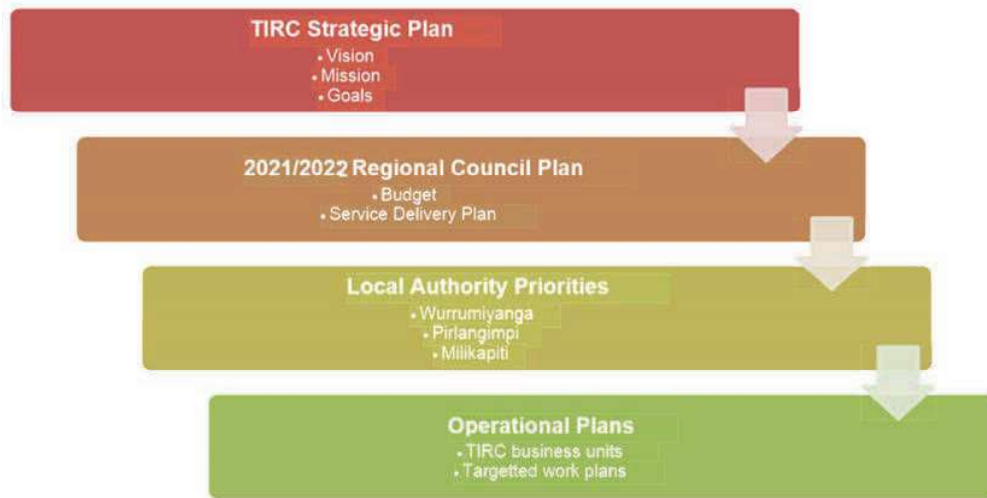 TIRC Strategic Plan
• Vision
• Mission
• Goals
2021/2022 Regional Council Plan
• Budget
• Service Delivery Plan
Local Authority Priorities
• Wurrumiyanga
• Pirlangimpi
• Milikapiti
Operational Plans
• TIRC business units
• Targetted work plans